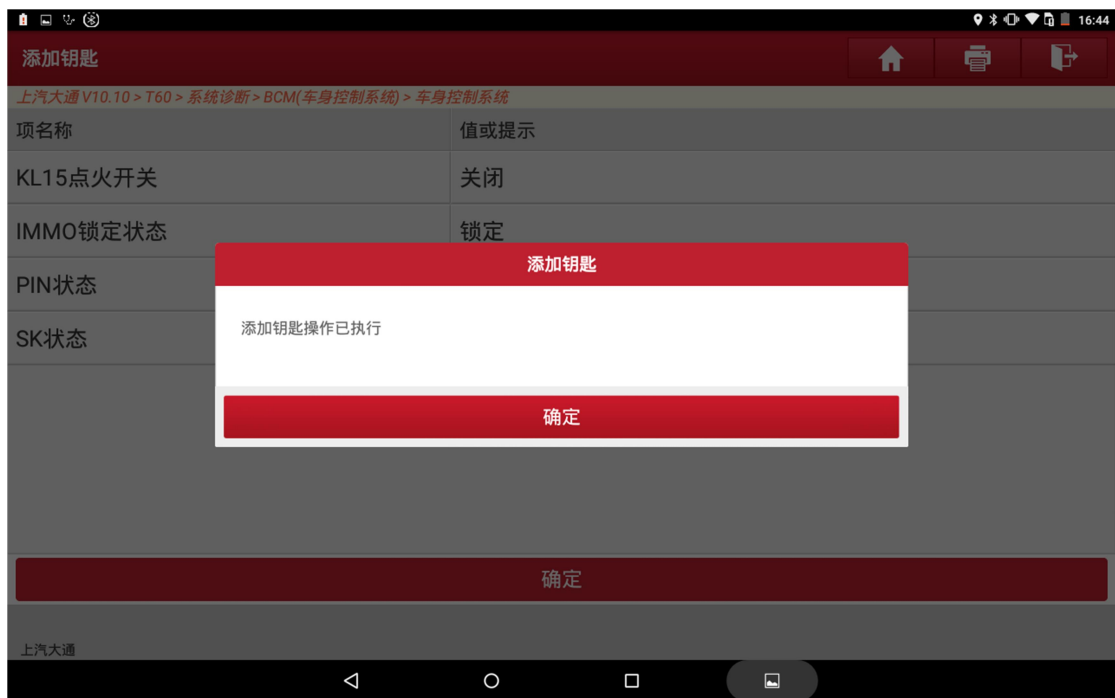 16:44
添加钥匙
上汽大通 V10.10 > T60 > 系统诊断 > BCM(车身控制系统) > 车身控制系统
项名称 值或提示
KL15点火开关 关闭
IMMO锁定状态 锁定
添加钥匙
PIN状态
添加钥匙操作已执行
SK状态
确定
确定
上汽大通